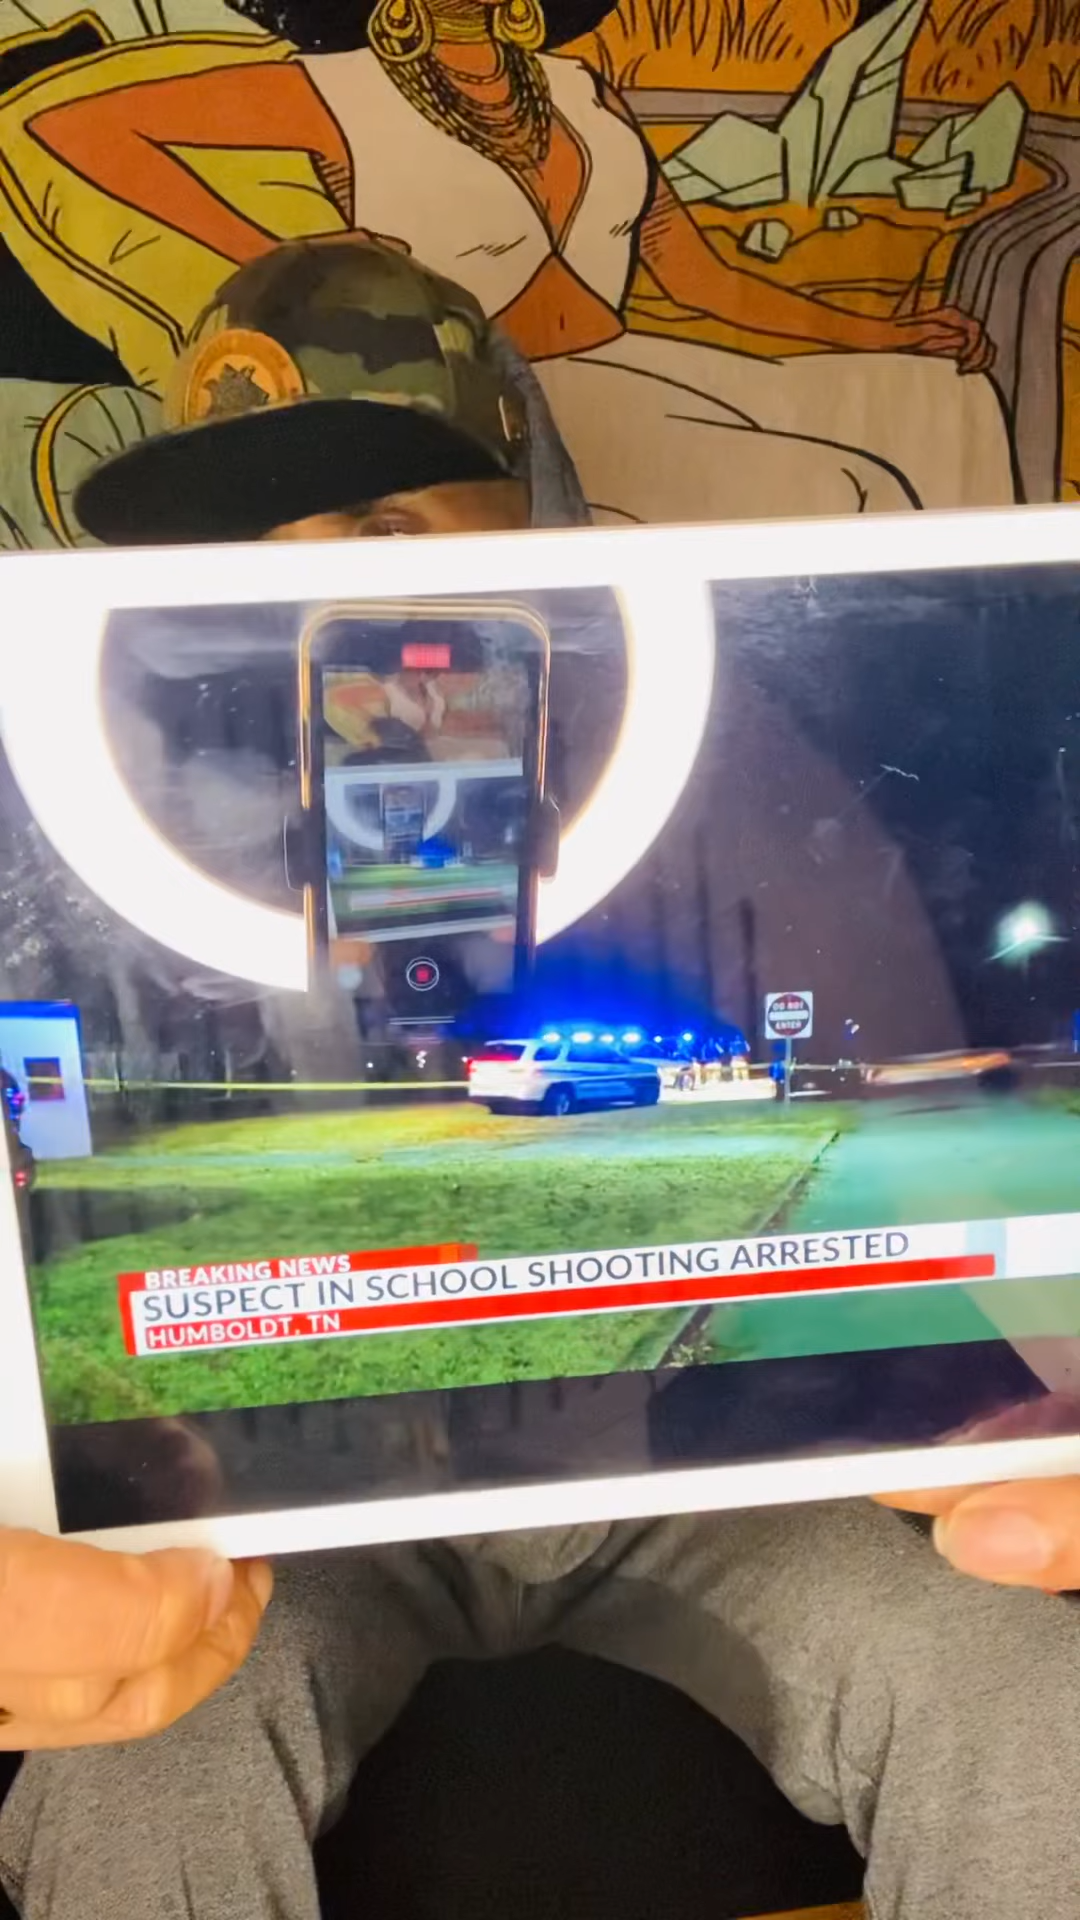 DO NOT
ENTER
BREAKING NEWS
SUSPECT IN SCHOOL SHOOTING ARRESTED
HUMBOLDT, TN